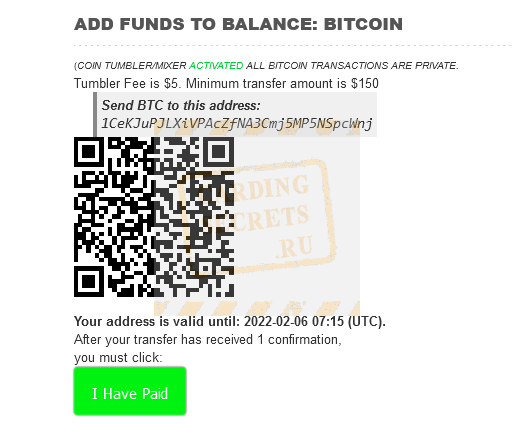 ADD FUNDS TO BALANCE: BITCOIN
(COIN TUMBLER/MIXER ACTIVATED ALL BITCOIN TRANSACTIONS ARE PRIVATE.
Tumbler Fee is $5. Minimum transfer amount is $150
Send BTC to this address:
1CeKJuPJLXiVPAcZfNA3Cmj5MP5NSpcWnj
CARDING
SECRETS
.RU
Your address is valid until: 2022-02-06 07:15 (UTC).
After your transfer has received 1 confirmation,
you must click:
I Have Paid